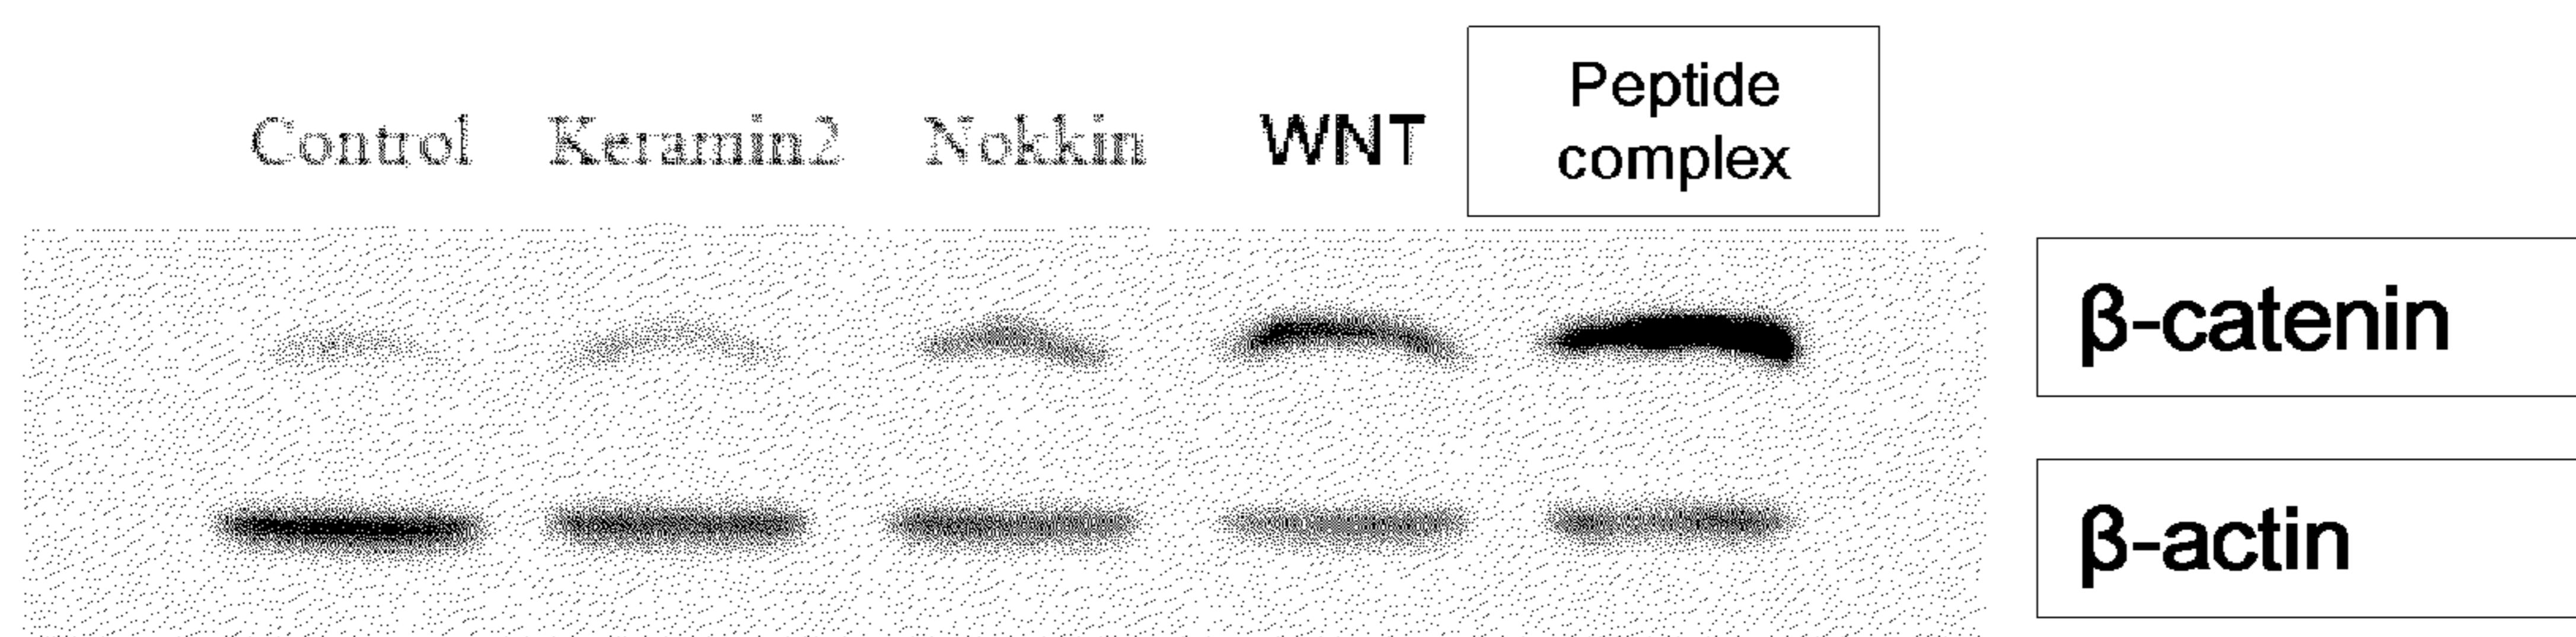 Control Keramin2 Nokkin WNT Peptide
complex
β-catenin
β-actin